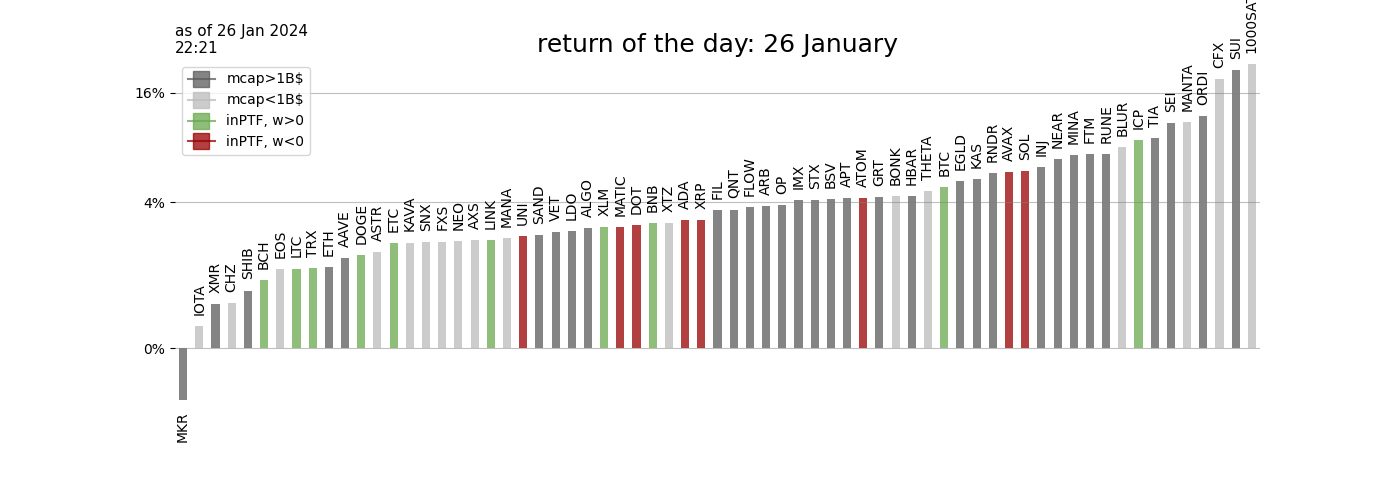 as of 26 Jan 2024
22:21
return of the day: 26 January
mcap>1B$
mcap<1B$
inPTF, w>0
inPTF, w<0
16%
4%
0%
MKR
IOTA
XMR
CHZ
SHIB
BCH
EOS
LTC
TRX
ETH
AAVE
DOGE
ASTR
ETC
KAVA
SNX
FXS
NEO
AXS
LINK
MANA
UNI
SAND
VET
LDO
ALGO
XLM
MATIC
DOT
BNB
XTZ
ADA
XRP
FIL
QNT
FLOW
ARB
OP
IMX
STX
BSV
APT
ATOM
GRT
BONK
HBAR
THETA
BTC
EGLD
KAS
RNDR
AVAX
SOL
INJ
NEAR
MINA
FTM
RUNE
BLUR
ICP
TIA
SEI
MANTA
ORDI
CFX
SUI